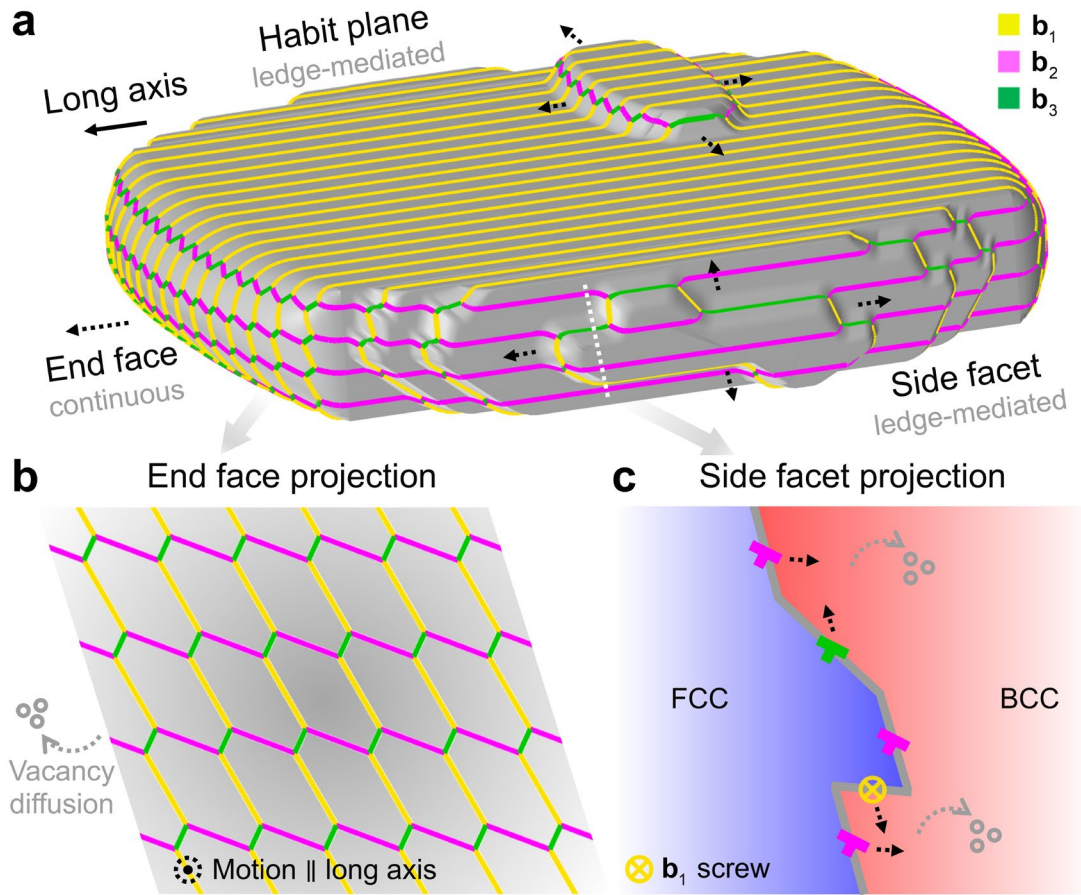 a
Habit plane
ledge-mediated
Long axis
b1
b2
b3
End face
continuous
Side facet
ledge-mediated
b
End face projection
Vacancy
diffusion
Motion || long axis
c
Side facet projection
FCC
BCC
b1 screw